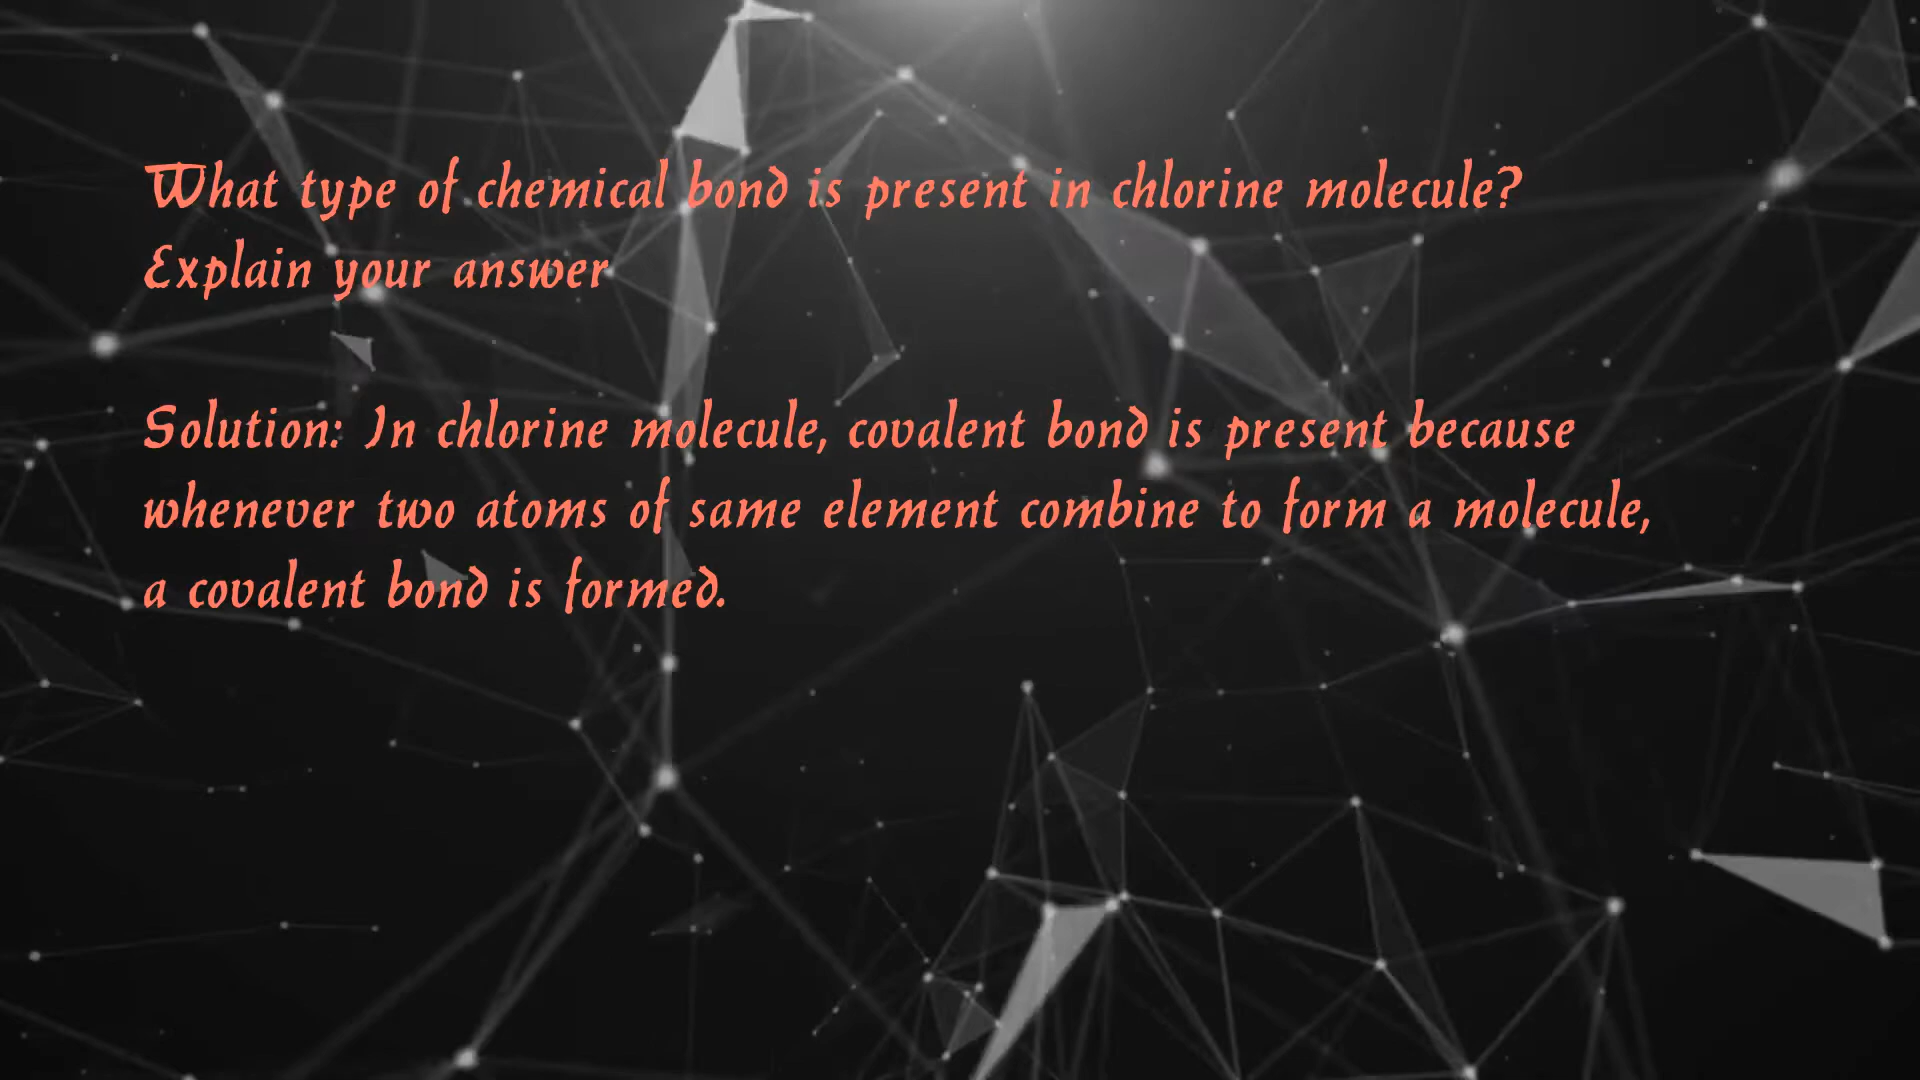 What type of chemical bond is present in chlorine molecule?
Explain your answer
Solution: In chlorine molecule, covalent bond is present because
whenever two atoms of same element combine to form a molecule,
a covalent bond is formed.